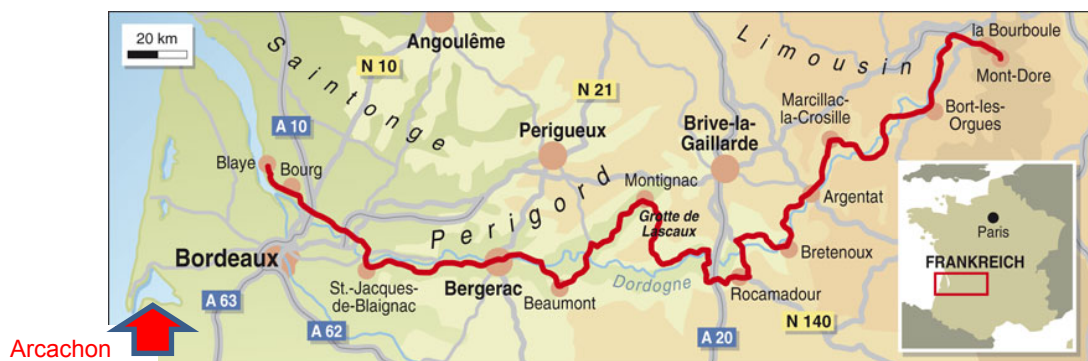 20 km
Saintonge
Angoulême
N 10
Limousin
la Bourboule
Mont-Dore
N 21
Marcillac-
la-Crosille
Bort-les-
Orgues
A 10
Perigueux
Brive-la-
Gaillarde
Blaye
Bourg
Perigord
Montignac
Argentat
Grotte de
Lascaux
Paris
Bordeaux
Bretenoux
FRANKREICH
St.-Jacques-
de-Blaignac
Bergerac
Beaumont
Dordogne
Rocamadour
A 63
A 62
A 20
N 140
Arcachon